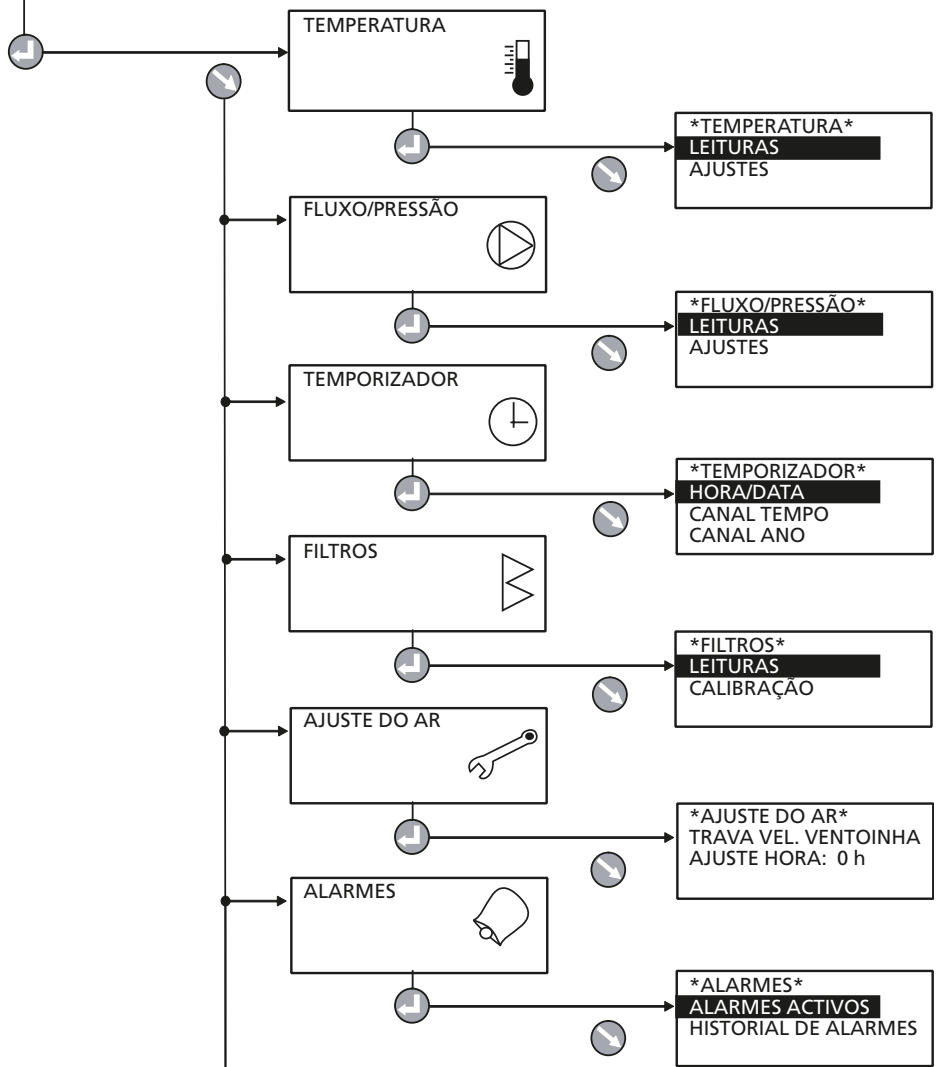 TEMPERATURA
*TEMPERATURA*
LEITURAS
AJUSTES
FLUXO/PRESSÃO
*FLUXO/PRESSÃO*
LEITURAS
AJUSTES
TEMPORIZADOR
*TEMPORIZADOR*
HORA/DATA
CANAL TEMPO
CANAL ANO
FILTROS
*FILTROS*
LEITURAS
CALIBRAÇÃO
AJUSTE DO AR
*AJUSTE DO AR*
TRAVA VEL. VENTOINHA
AJUSTE HORA: 0 h
ALARMES
*ALARMES*
ALARMES ACTIVOS
HISTORIAL DE ALARMES